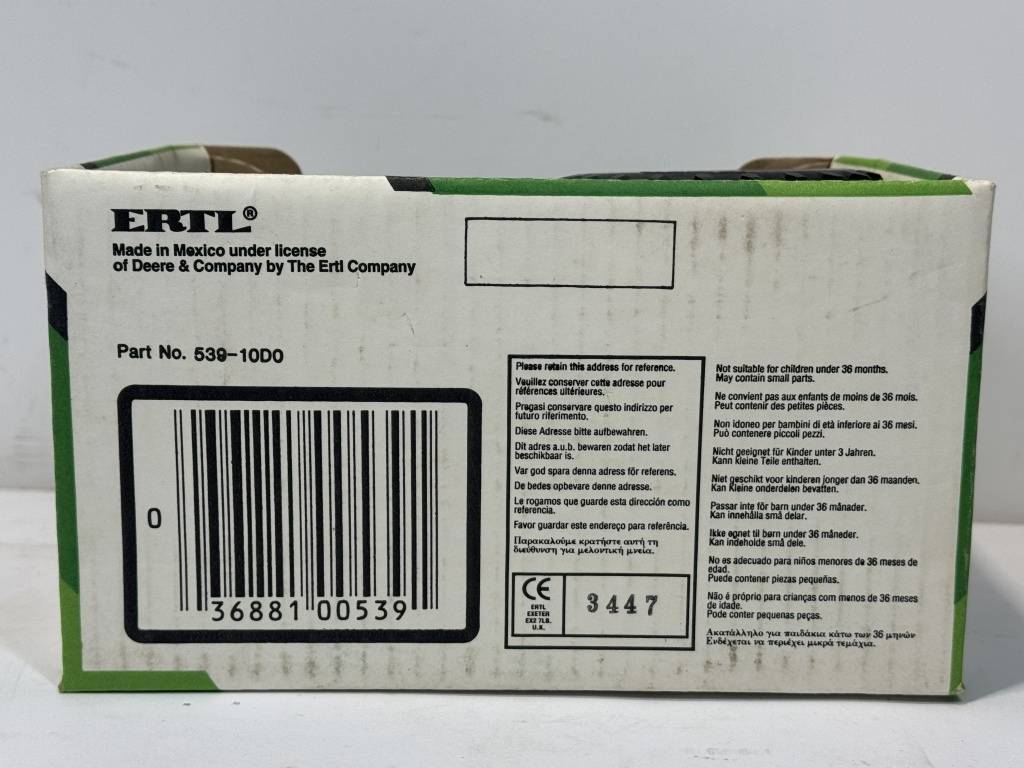 ERTL®
Made in Mexico under license
of Deere & Company by The Ertl Company
Part No. 539-10D0
0
36881 00539
Please retain this address for reference.
Veuillez conserver cette adresse pour
références ultérieures.
Pregasi conservare questo indirizzo per
futuro riferimento.
Diese Adresse bitte aufbewahren.
Dit adres a.u.b. bewaren zodat het later
beschikbaar is.
Var god spara denna adress för referens.
De bedes opbevare denne adresse.
Le rogamos que guarde esta dirección como
referencia.
Favor guardar este endereço para referência.
Παρακαλούμε κρατήστε αυτή τη
διεύθυνση για μελοντική μνεία.
CE
ERTL
EXETER
EX2 7LB.
U.K.
3447
Not suitable for children under 36 months.
May contain small parts.
Ne convient pas aux enfants de moins de 36 mois.
Peut contenir des petites pièces.
Non idoneo per bambini di età inferiore ai 36 mesi.
Può contenere piccoli pezzi.
Nicht geeignet für Kinder unter 3 Jahren.
Kann kleine Teile enthalten.
Niet geschikt voor kinderen jonger dan 36 maanden.
Kan Kleine onderdelen bevatten.
Passar inte för barn under 36 månader.
Kan innehålla små delar.
Ikke egnet til børn under 36 måneder.
Kan indeholde små dele.
No es adecuado para niños menores de 36 meses de
edad.
Puede contener piezas pequeñas.
Não é próprio para crianças com menos de 36 meses
de idade.
Pode conter pequenas peças.
Ακατάλληλο για παιδάκια κάτω των 36 μηνών
Ενδέχεται να περιέχει μικρά τεμάχια.